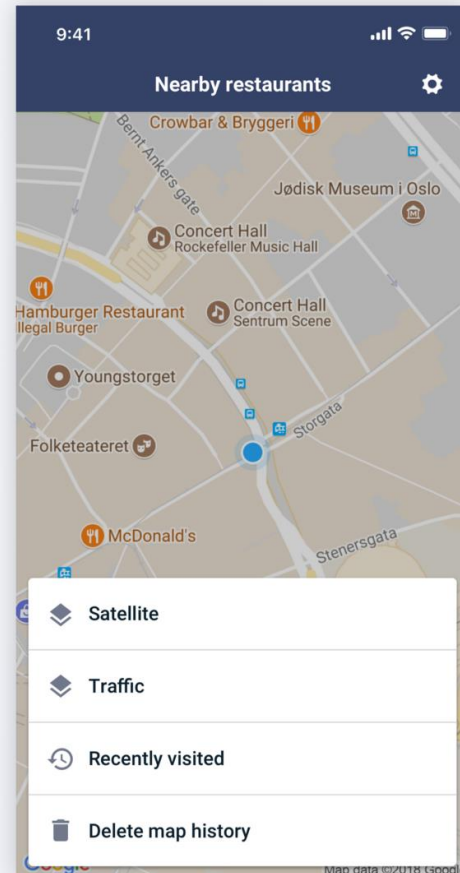 9:41
Nearby restaurants
Crowbar & Bryggeri
Bernt Ankers gate
Jødisk Museum i Oslo
M
Concert Hall
Rockefeller Music Hall
Hamburger Restaurant
Illegal Burger
Concert Hall
Sentrum Scene
Youngstorget
Storgata
Folketeateret
McDonald's
Stenersgata
Satellite
Traffic
Recently visited
Delete map history
Google
Map data ©2018 Google